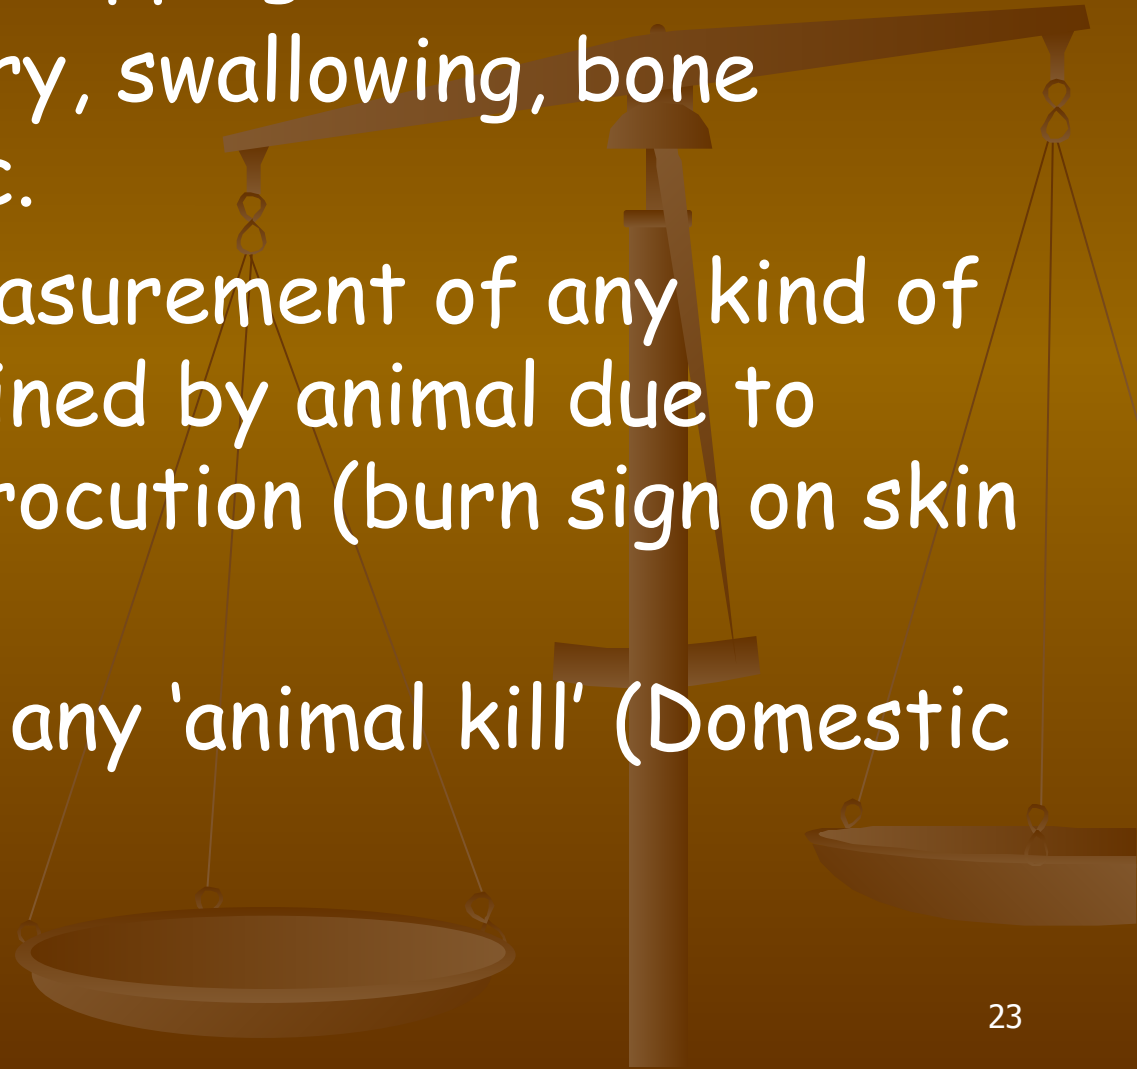 ry, swallowing, bone
c.
asurement of any kind of
ined by animal due to
rocution (burn sign on skin
any ‘animal kill’ (Domestic
23